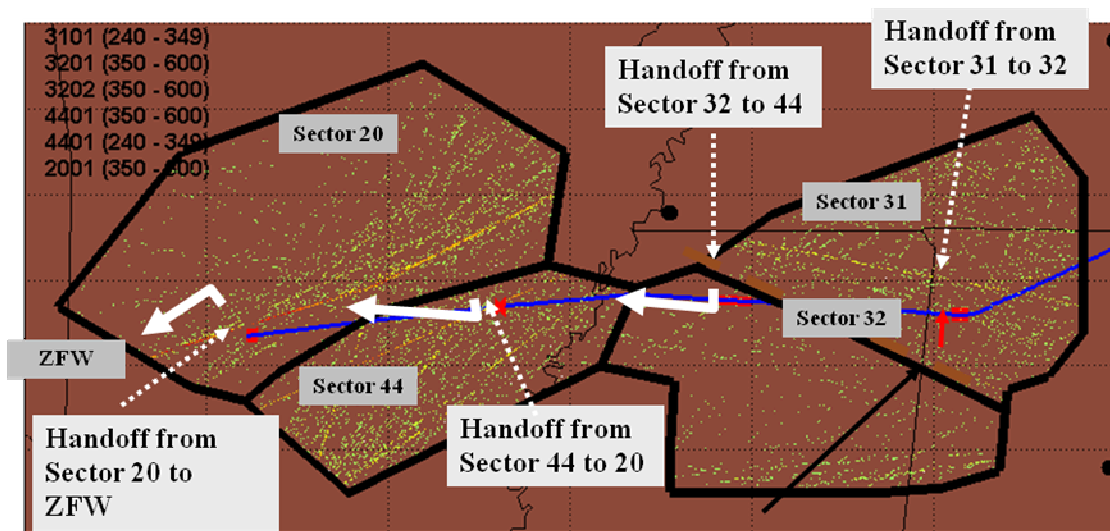 3101 (240 - 349)
3201 (350 - 600)
3202 (350 - 600)
4401 (350 - 600)
4401 (240 - 349)
2001 (350 - 600)
Handoff from
Sector 32 to 44
Handoff from
Sector 31 to 32
Sector 20
Sector 31
Sector 32
ZFW
Sector 44
Handoff from
Sector 20 to
ZFW
Handoff from
Sector 44 to 20